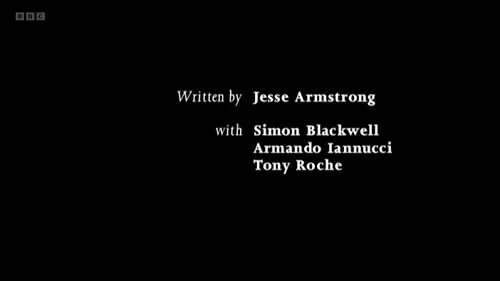 BBC
Written by Jesse Armstrong
with Simon Blackwell
Armando Iannucci
Tony Roche